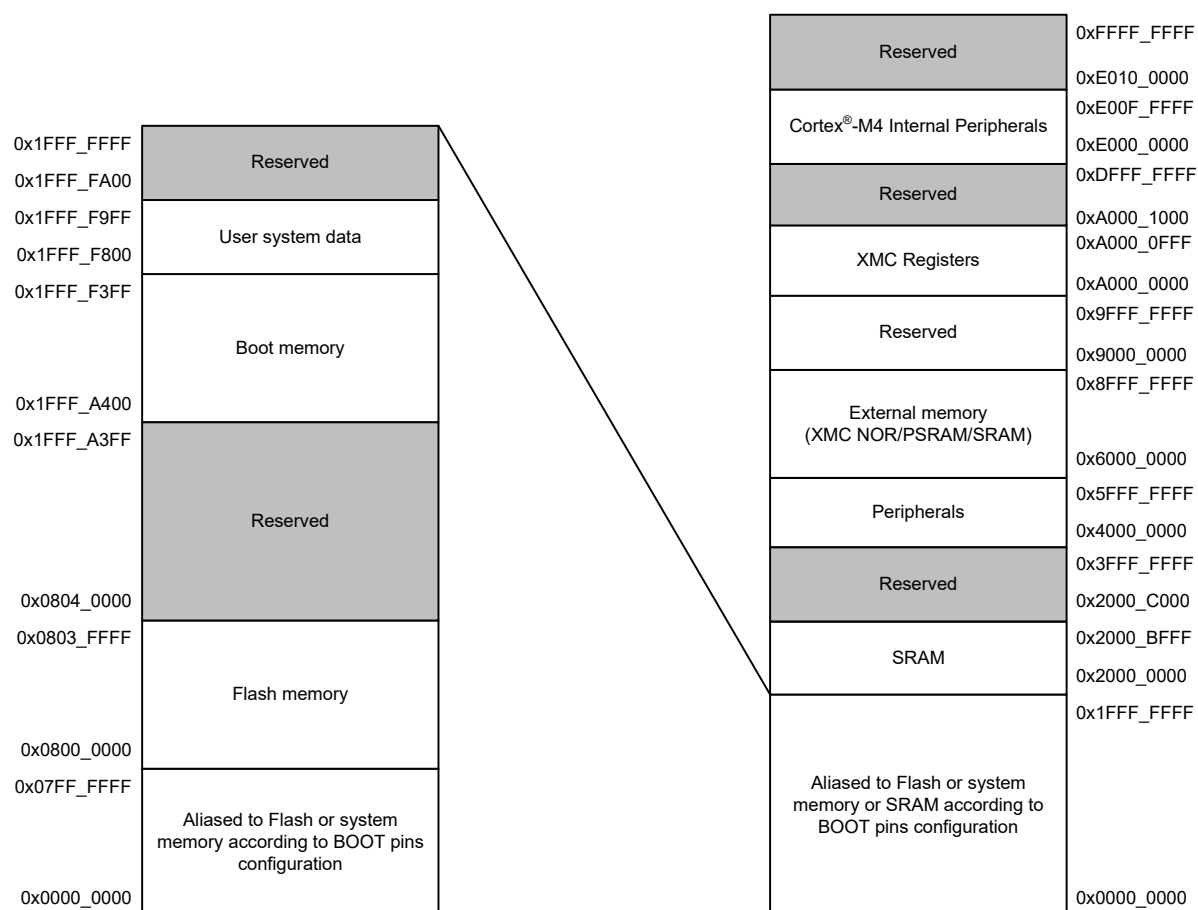 0x1FFF_FFFF
Reserved
0x1FFF_FA00
0x1FFF_F9FF
User system data
0x1FFF_F800
0x1FFF_F3FF
Boot memory
0x1FFF_A400
0x1FFF_A3FF
Reserved
0x0804_0000
0x0803_FFFF
Flash memory
0x0800_0000
0x07FF_FFFF
Aliased to Flash or system
memory according to BOOT pins
configuration
0x0000_0000
0xFFFF_FFFF
Reserved
0xE010_0000
0xE00F_FFFF
Cortex®-M4 Internal Peripherals
0xE000_0000
0xDFFF_FFFF
Reserved
0xA000_1000
0xA000_0FFF
XMC Registers
0xA000_0000
0x9FFF_FFFF
Reserved
0x9000_0000
0x8FFF_FFFF
External memory
(XMC NOR/PSRAM/SRAM)
0x6000_0000
0x5FFF_FFFF
Peripherals
0x4000_0000
0x3FFF_FFFF
Reserved
0x2000_C000
0x2000_BFFF
SRAM
0x2000_0000
0x1FFF_FFFF
Aliased to Flash or system
memory or SRAM according to
BOOT pins configuration
0x0000_0000